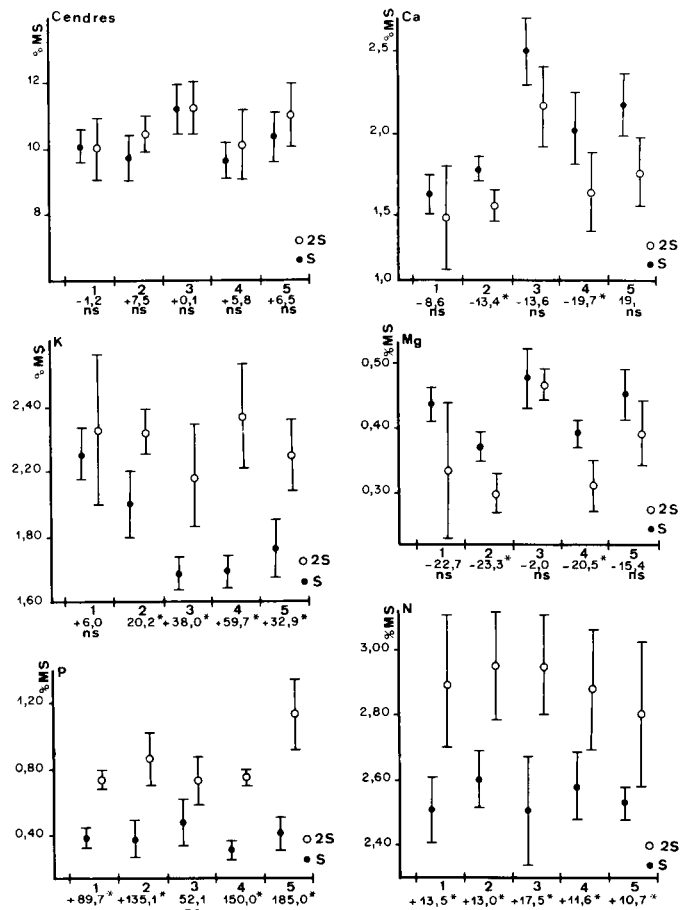 Cendres
%MS
12
10
8
○ 2S
● S
1 2 3 4 5
-1,2 +7,5 +0,1 +5,8 +6,5
ns ns ns ns ns
Ca
%MS
2,5
2,0
1,5
1,0
○ 2S
● S
1 2 3 4 5
-8,6 -13,4* -13,6 -19,7* 19,
ns ns ns
K
%MS
2,40
2,20
1,80
1,60
○ 2S
● S
1 2 3 4 5
+6,0 20,2* +38,0* +59,7* +32,9*
ns
Mg
%MS
0,50
0,40
0,30
○ 2S
● S
1 2 3 4 5
-22,7 -23,3* -2,0 -20,5* -15,4
ns ns ns
P
%MS
1,20
0,80
0,40
○ 2S
● S
1 2 3 4 5
+89,7* +135,1* 52,1 150,0* 185,0*
N
%MS
3,00
2,80
2,60
2,40
○ 2S
● S
1 2 3 4 5
+13,5* +13,0* +17,5* +11,6* +10,7*